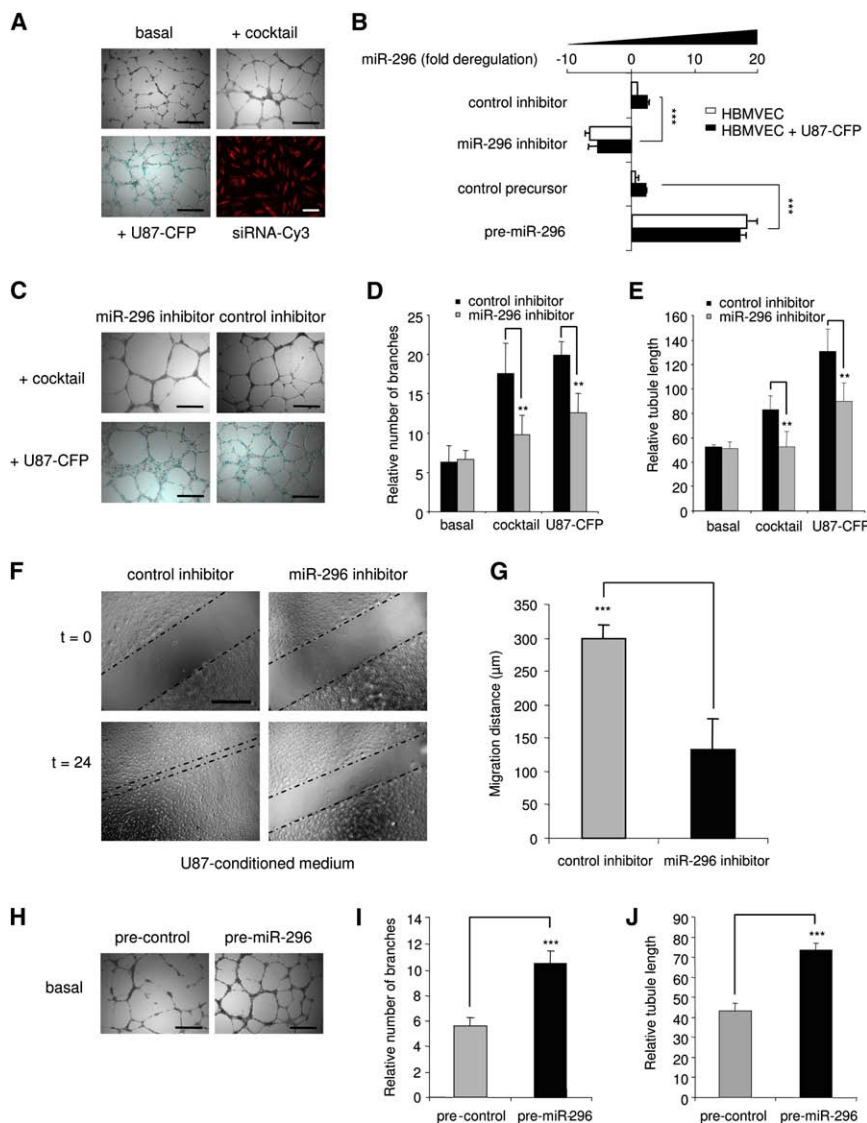 A
basal
+ cocktail
+ U87-CFP
siRNA-Cy3
B
miR-296 (fold deregulation)
-10
0
20
control inhibitor
miR-296 inhibitor
control precursor
pre-miR-296
***
***
HBMVEC
HBMVEC + U87-CFP
C
miR-296 inhibitor
control inhibitor
+ cocktail
+ U87-CFP
D
control inhibitor
miR-296 inhibitor
Relative number of branches
25
20
15
10
5
0
**
**
basal
cocktail
U87-CFP
E
control inhibitor
miR-296 inhibitor
Relative tubule length
160
140
120
100
80
60
40
20
0
**
**
basal
cocktail
U87-CFP
F
control inhibitor
miR-296 inhibitor
t = 0
t = 24
U87-conditioned medium
G
Migration distance (µm)
350
300
250
200
150
100
50
0
***
control inhibitor
miR-296 inhibitor
H
pre-control
pre-miR-296
basal
I
Relative number of branches
14
12
10
8
6
4
2
0
***
pre-control
pre-miR-296
J
Relative tubule length
90
80
70
60
50
40
30
20
10
0
***
pre-control
pre-miR-296